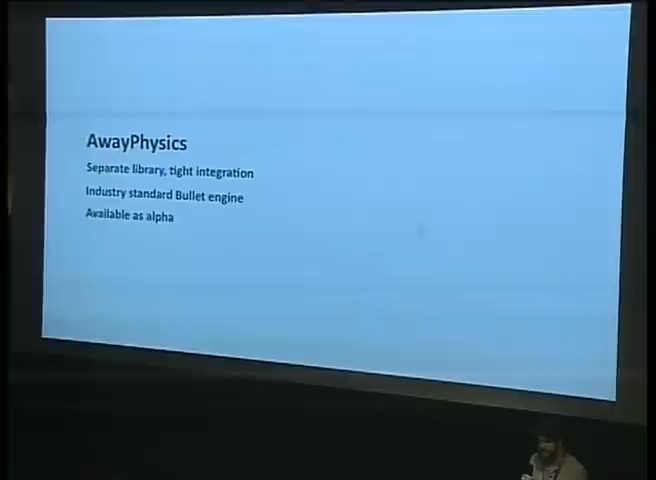 AwayPhysics
Separate library, tight integration
Industry standard Bullet engine
Available as alpha